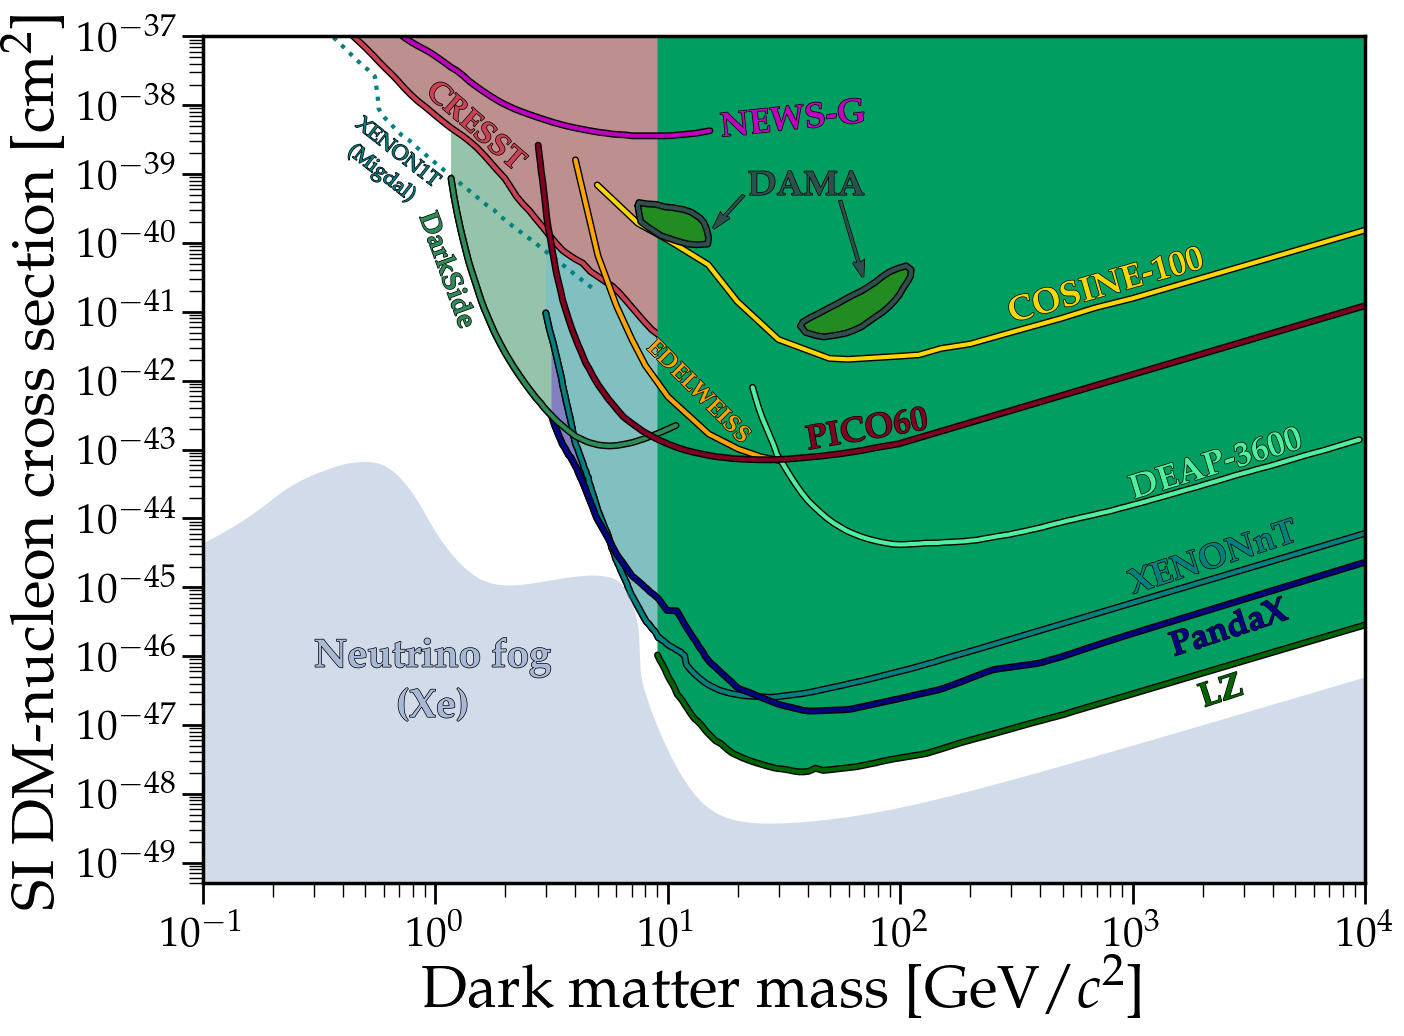 SI DM-nucleon cross section [cm²]
10⁻³⁷
10⁻³⁸
10⁻³⁹
10⁻⁴⁰
10⁻⁴¹
10⁻⁴²
10⁻⁴³
10⁻⁴⁴
10⁻⁴⁵
10⁻⁴⁶
10⁻⁴⁷
10⁻⁴⁸
10⁻⁴⁹
CRESST
NEWS-G
XENON1T
(Migdal)
DAMA
DarkSide
COSINE-100
EDELWEISS
PICO60
DEAP-3600
XENONnT
PandaX
LZ
Neutrino fog
(Xe)
10⁻¹ 10⁰ 10¹ 10² 10³ 10⁴
Dark matter mass [GeV/c²]